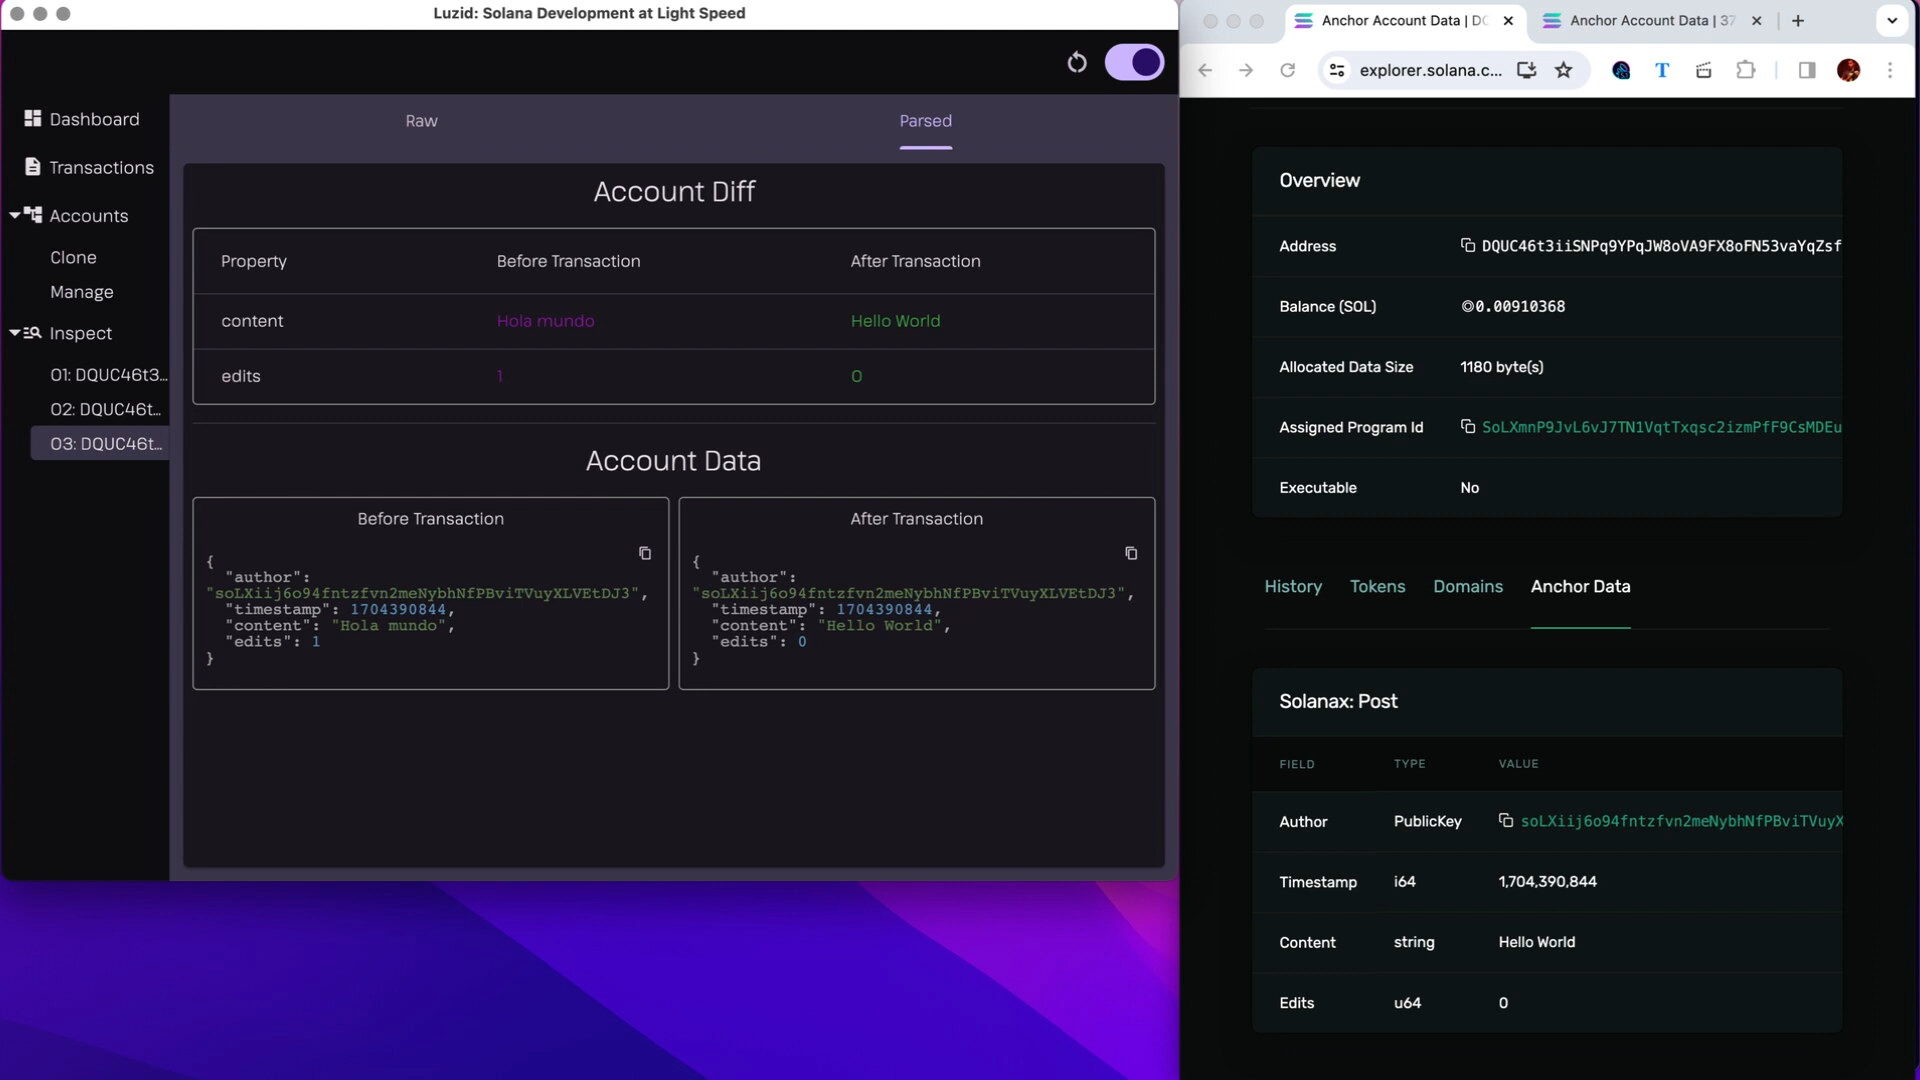 Luzid: Solana Development at Light Speed
Dashboard
Transactions
Accounts
Clone
Manage
Inspect
01: DQUC46t3...
02: DQUC46t...
03: DQUC46t...
Raw
Parsed
Account Diff
Property
Before Transaction
After Transaction
content
Hola mundo
Hello World
edits
1
0
Account Data
Before Transaction
{
"author":
"soLXiij6o94fntzfvn2meNybhNfPBviTVuyXLVEtDJ3",
"timestamp": 1704390844,
"content": "Hola mundo",
"edits": 1
}
After Transaction
{
"author":
"soLXiij6o94fntzfvn2meNybhNfPBviTVuyXLVEtDJ3",
"timestamp": 1704390844,
"content": "Hello World",
"edits": 0
}
Anchor Account Data | DQ
Anchor Account Data | 37
explorer.solana.c...
T
Overview
Address
DQUC46t3iiSNPq9YPqJW8oVA9FX8oFN53vaYqZsf
Balance (SOL)
◎0.00910368
Allocated Data Size
1180 byte(s)
Assigned Program Id
SoLXmnP9JvL6vJ7TN1VqtTxqsc2izmPfF9CsMDEu
Executable
No
History
Tokens
Domains
Anchor Data
Solanax: Post
FIELD
TYPE
VALUE
Author
PublicKey
soLXiij6o94fntzfvn2meNybhNfPBviTVuyX
Timestamp
i64
1,704,390,844
Content
string
Hello World
Edits
u64
0